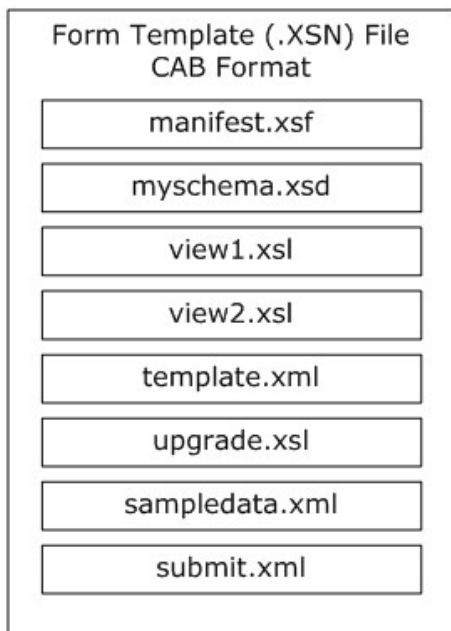 Form Template (.XSN) File
CAB Format
manifest.xsf
myschema.xsd
view1.xsl
view2.xsl
template.xml
upgrade.xsl
sampledata.xml
submit.xml